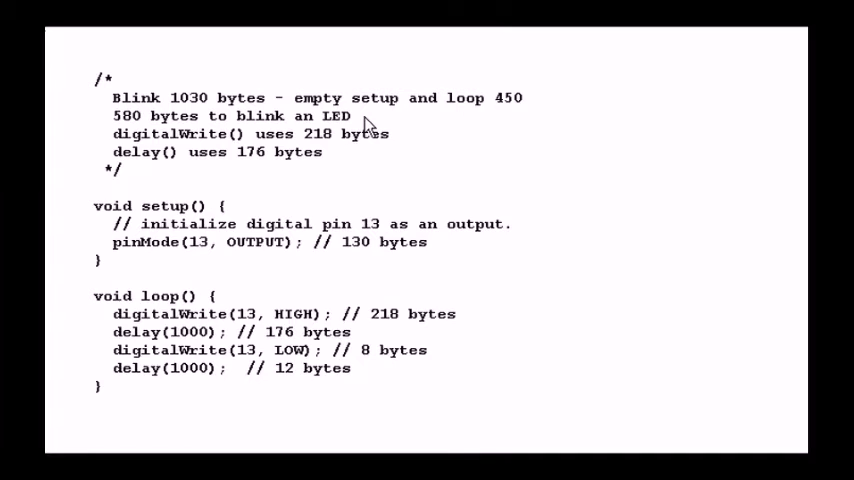 /*
Blink 1030 bytes - empty setup and loop 450
580 bytes to blink an LED
digitalWrite() uses 218 bytes
delay() uses 176 bytes
*/
void setup() {
// initialize digital pin 13 as an output.
pinMode(13, OUTPUT); // 130 bytes
}
void loop() {
digitalWrite(13, HIGH); // 218 bytes
delay(1000); // 176 bytes
digitalWrite(13, LOW); // 8 bytes
delay(1000);  // 12 bytes
}